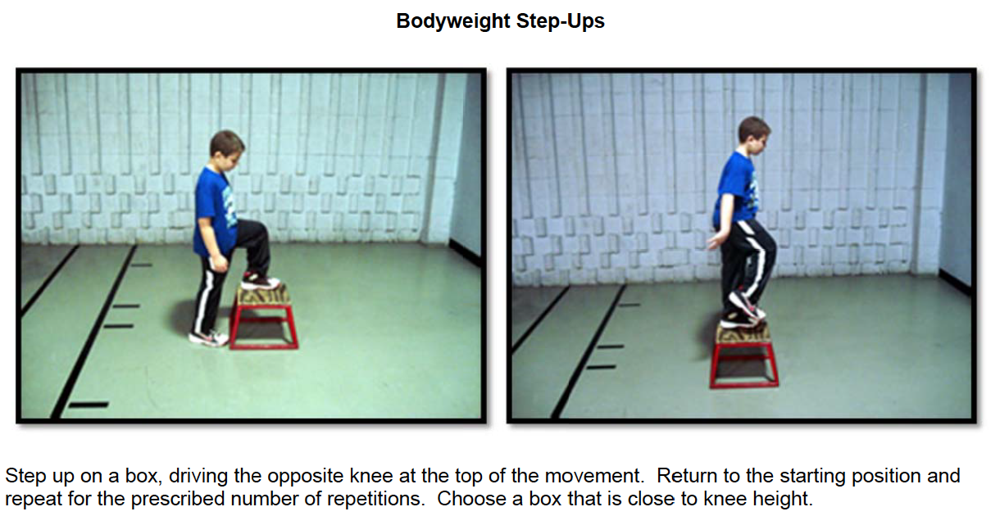 Bodyweight Step-Ups
Step up on a box, driving the opposite knee at the top of the movement.  Return to the starting position and
repeat for the prescribed number of repetitions.  Choose a box that is close to knee height.